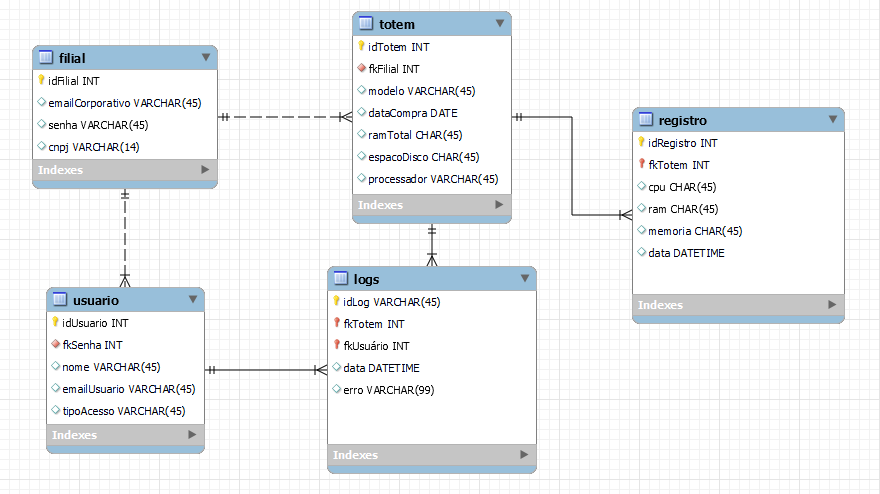 filial
idFilial INT
emailCorporativo VARCHAR(45)
senha VARCHAR(45)
cnpj VARCHAR(14)
Indexes
totem
idTotem INT
fkFilial INT
modelo VARCHAR(45)
dataCompra DATE
ramTotal CHAR(45)
espacoDisco CHAR(45)
processador VARCHAR(45)
Indexes
registro
idRegistro INT
fkTotem INT
cpu CHAR(45)
ram CHAR(45)
memoria CHAR(45)
data DATETIME
Indexes
usuario
idUsuario INT
fkSenha INT
nome VARCHAR(45)
emailUsuario VARCHAR(45)
tipoAcesso VARCHAR(45)
Indexes
logs
idLog VARCHAR(45)
fkTotem INT
fkUsuário INT
data DATETIME
erro VARCHAR(99)
Indexes